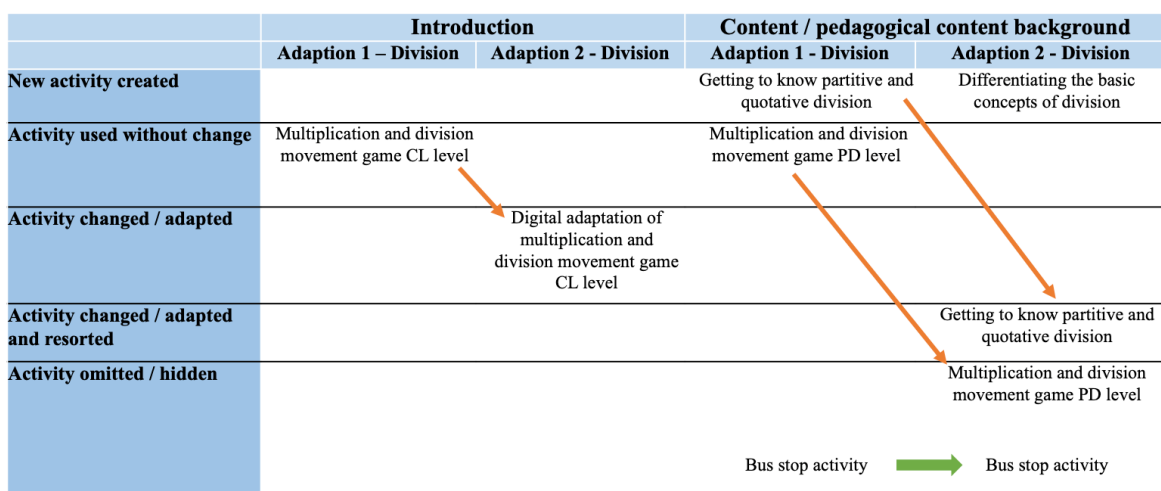 Introduction
Content / pedagogical content background
Adaption 1 – Division
Adaption 2 - Division
Adaption 1 - Division
Adaption 2 - Division
New activity created
Getting to know partitive and
quotative division
Differentiating the basic
concepts of division
Activity used without change
Multiplication and division
movement game CL level
Multiplication and division
movement game PD level
Activity changed / adapted
Digital adaptation of
multiplication and
division movement game
CL level
Activity changed / adapted
and resorted
Getting to know partitive and
quotative division
Activity omitted / hidden
Multiplication and division
movement game PD level
Bus stop activity
Bus stop activity